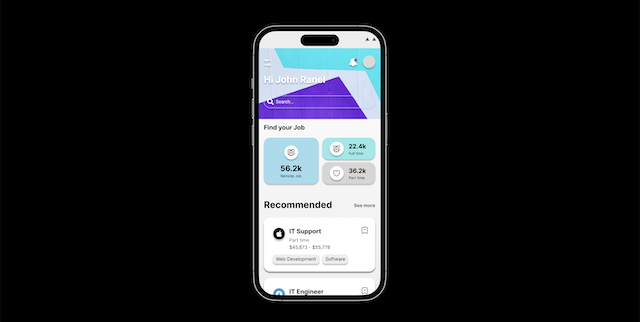 Hi John Ranel
Search...
Find your Job
56.2k
Remote Job
22.4k
Full time
36.2k
Part time
Recommended
See more
IT Support
Part time
$45,873 - $55,778
Web Development
Software
IT Engineer